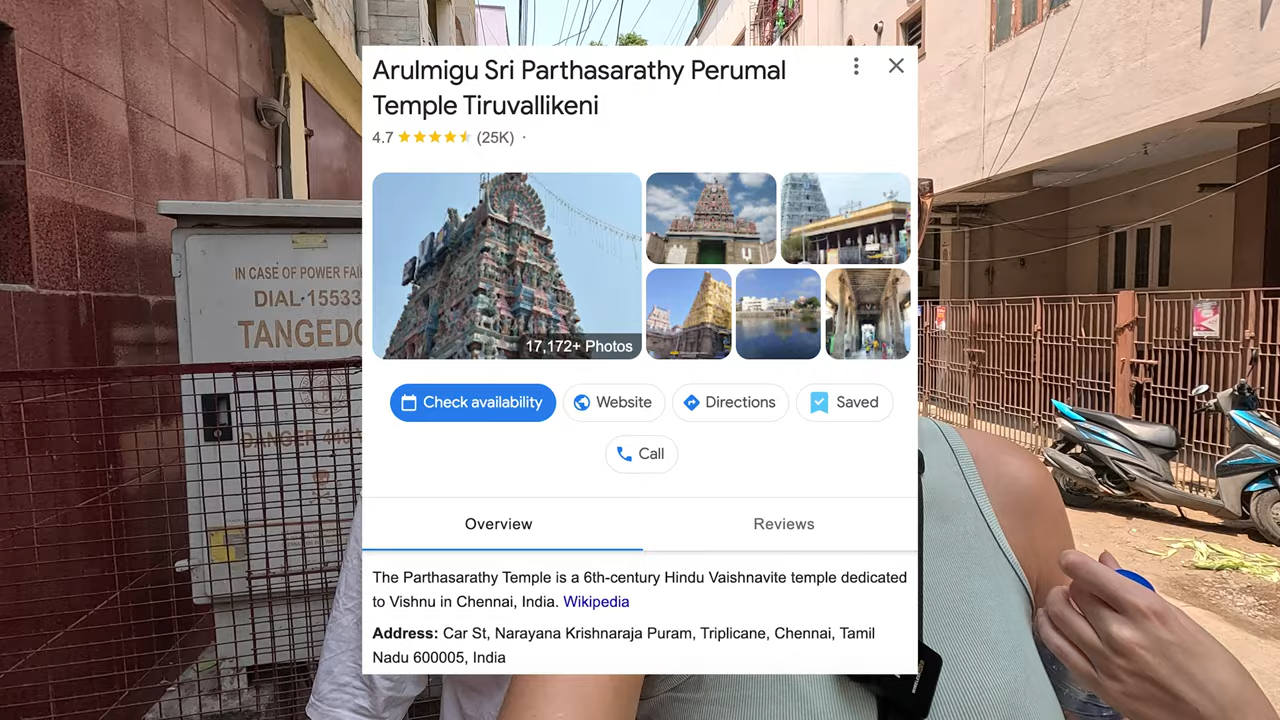 Arulmigu Sri Parthasarathy Perumal
Temple Tiruvallikeni
4.7
(25K) ·
17,172+ Photos
Check availability
Website
Directions
Saved
Call
Overview
Reviews
The Parthasarathy Temple is a 6th-century Hindu Vaishnavite temple dedicated
to Vishnu in Chennai, India. Wikipedia
Address: Car St, Narayana Krishnaraja Puram, Triplicane, Chennai, Tamil
Nadu 600005, India
IN CASE OF POWER
DIAL-15533
DANGER